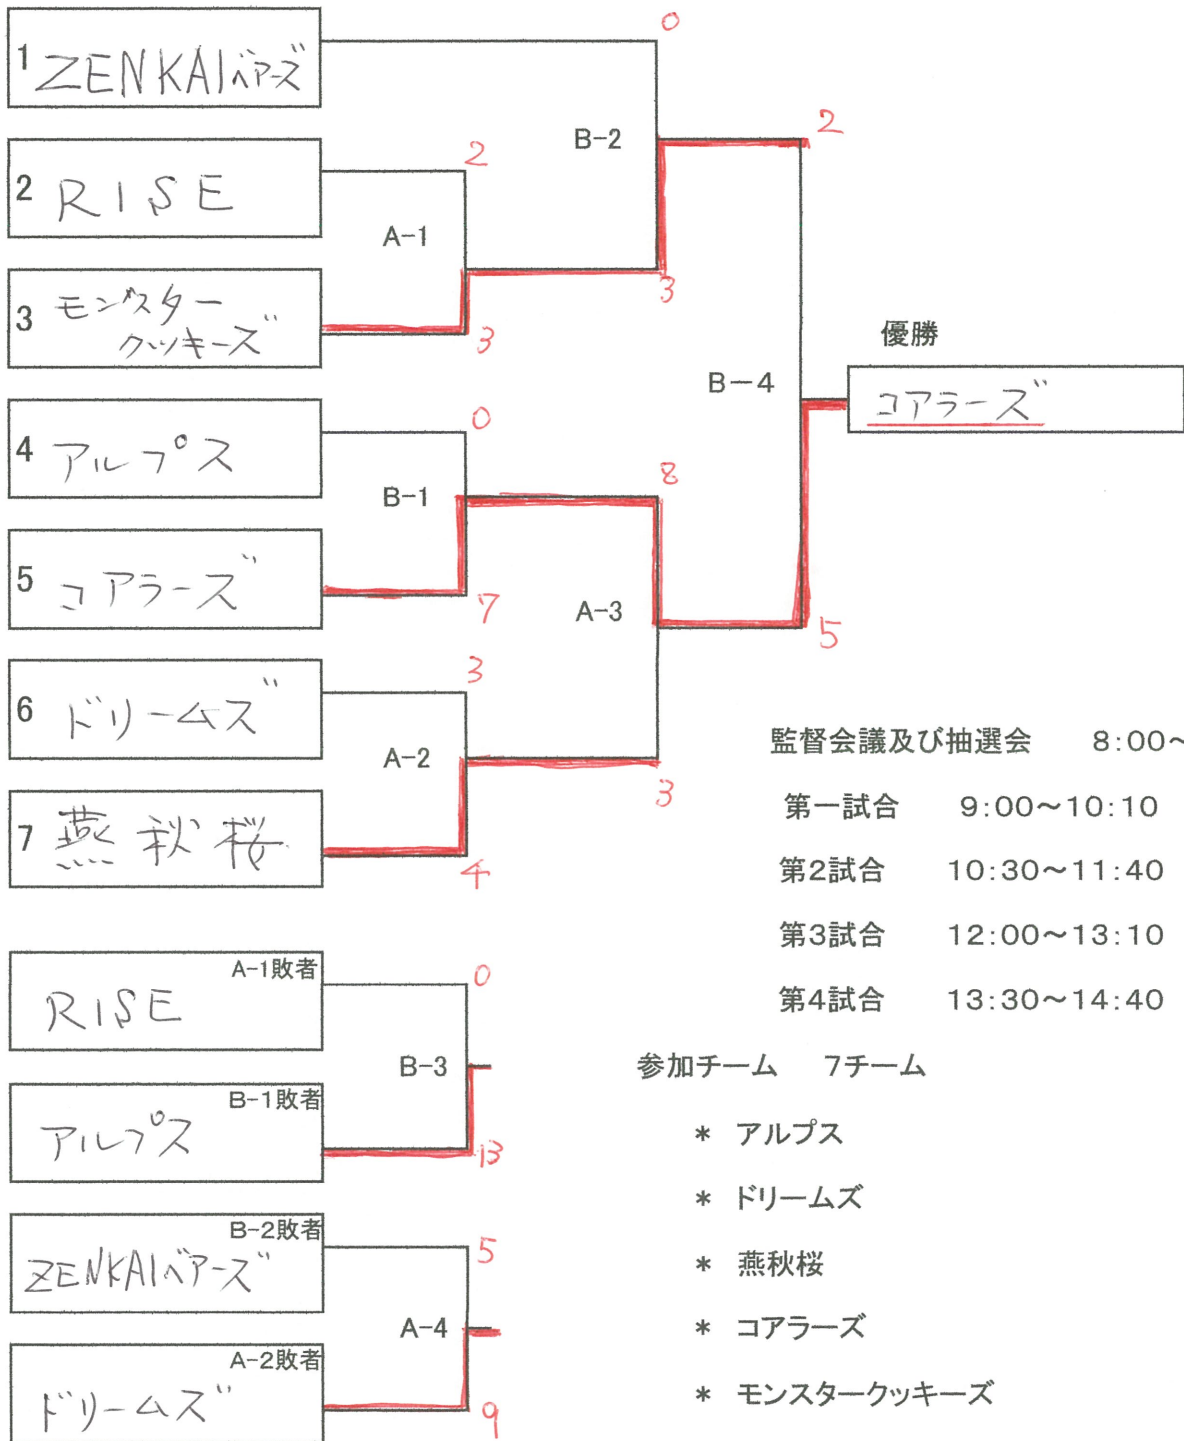 0
1 ZENKAIベアーズ
B-2
2
2
2 RISE
A-1
3 モンスター
クッキーズ
3
3
優勝
B-4
コアラーズ
4 アルプス
0
B-1
8
5 コアラーズ
7
A-3
5
6 ドリームズ
3
A-2
3
7 燕秋桜
4
監督会議及び抽選会 8:00~
第一試合 9:00~10:10
第2試合 10:30~11:40
第3試合 12:00~13:10
第4試合 13:30~14:40
A-1敗者
RISE
0
B-3
B-1敗者
アルプス
13
B-2敗者
ZENKAIベアーズ
5
A-4
A-2敗者
ドリームズ
9
参加チーム 7チーム
* アルプス
* ドリームズ
* 燕秋桜
* コアラーズ
* モンスタークッキーズ